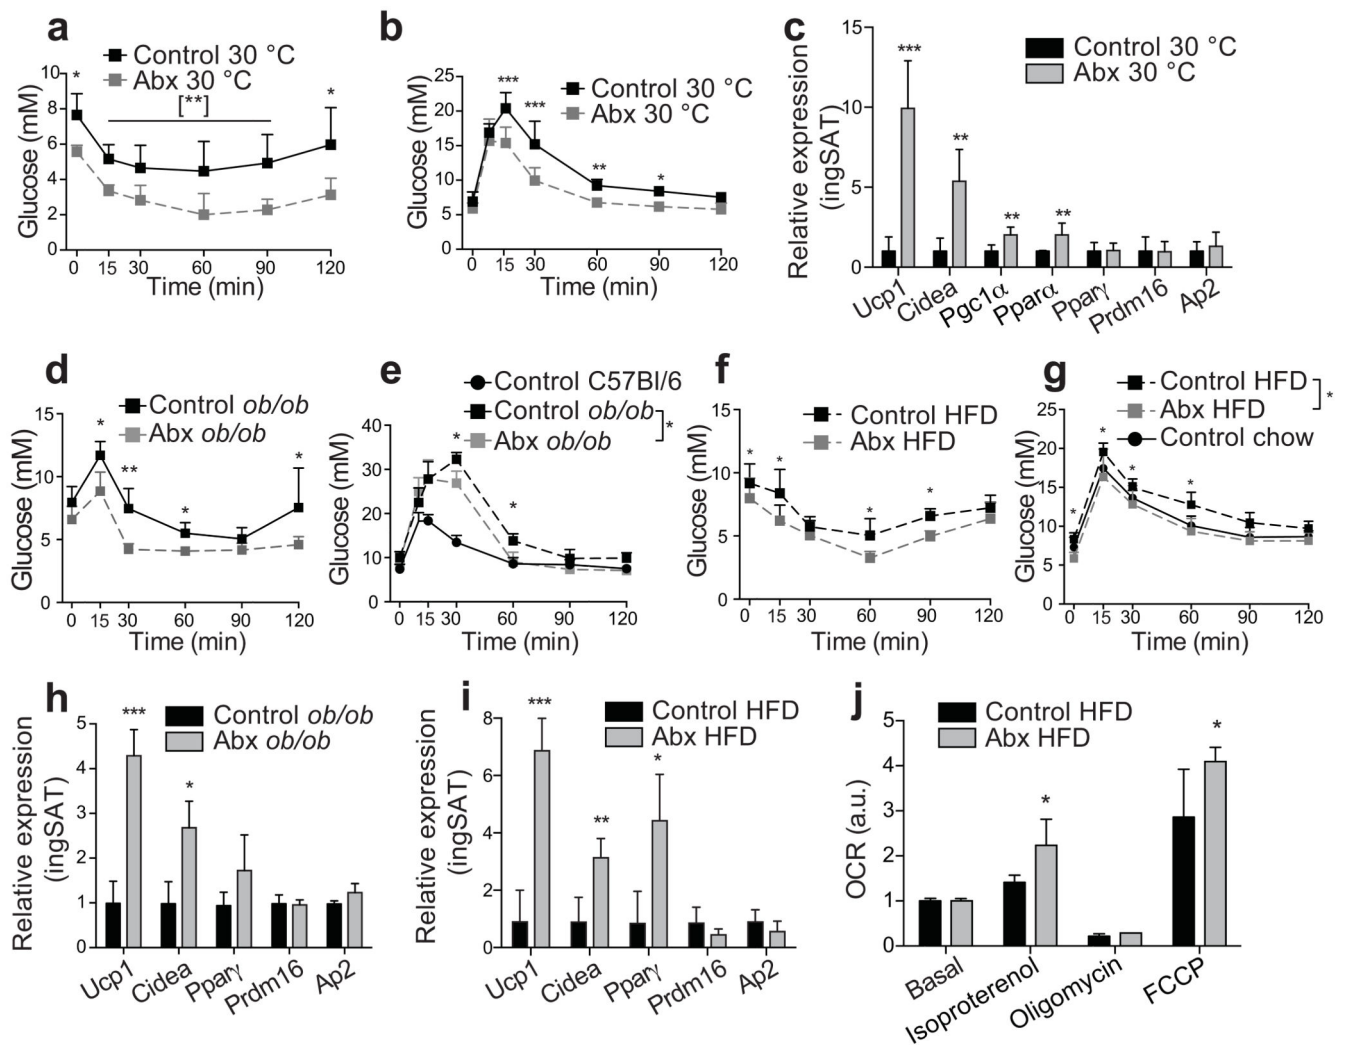 a
Control 30 °C
Abx 30 °C
Glucose (mM)
10
8
6
4
2
0
*
[**]
*
0 15 30 60 90 120
Time (min)
b
Control 30 °C
Abx 30 °C
Glucose (mM)
25
20
15
10
5
0
***
***
**
*
0 15 30 60 90 120
Time (min)
c
Control 30 °C
Abx 30 °C
Relative expression
(ingSAT)
15
10
5
0
***
**
**
**
Ucp1 Cidea Pgc1α Pparα Pparγ Prdm16 Ap2
d
Control ob/ob
Abx ob/ob
Glucose (mM)
15
10
5
0
*
**
*
*
0 15 30 60 90 120
Time (min)
e
Control C57Bl/6
Control ob/ob
Abx ob/ob
*
Glucose (mM)
40
30
20
10
0
*
*
0 15 30 60 90 120
Time (min)
f
Control HFD
Abx HFD
Glucose (mM)
15
10
5
0
*
*
*
*
0 15 30 60 90 120
Time (min)
g
Control HFD
Abx HFD
Control chow
*
Glucose (mM)
25
20
15
10
5
0
*
*
*
*
0 15 30 60 90 120
Time (min)
h
Control ob/ob
Abx ob/ob
Relative expression
(ingSAT)
5
4
3
2
1
0
***
*
Ucp1 Cidea Pparγ Prdm16 Ap2
i
Control HFD
Abx HFD
Relative expression
(ingSAT)
8
6
4
2
0
***
**
*
Ucp1 Cidea Pparγ Prdm16 Ap2
j
Control HFD
Abx HFD
OCR (a.u.)
5
4
3
2
1
0
*
*
Basal Isoproterenol Oligomycin FCCP